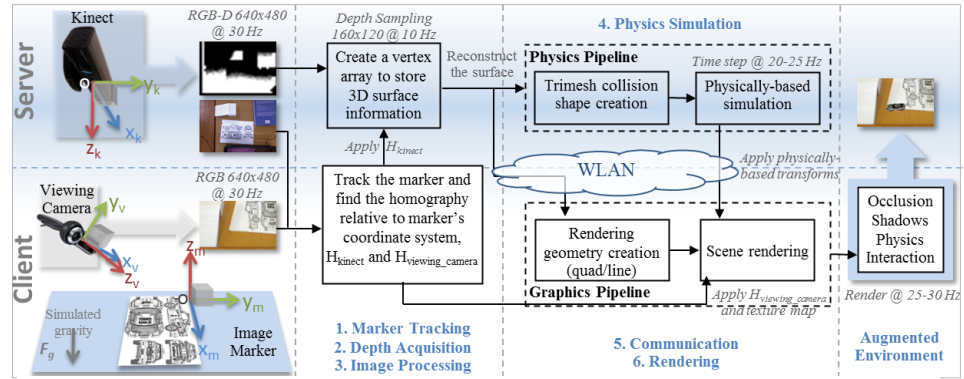 Server
Client
Kinect
RGB-D 640x480
@ 30 Hz
O
y_k
x_k
z_k
Depth Sampling
160x120 @ 10 Hz
Create a vertex
array to store
3D surface
information
Reconstruct
the surface
Apply H_kinect
4. Physics Simulation
Physics Pipeline
Time step @ 20-25 Hz
Trimesh collision
shape creation
Physically-based
simulation
WLAN
Apply physically-
based transforms
Viewing
Camera
y_v
x_v
z_v
RGB 640x480
@ 30 Hz
z_m
O
y_m
x_m
Simulated
gravity
F_g
Image
Marker
Track the marker and
find the homography
relative to marker's
coordinate system,
H_kinect and H_viewing_camera
Rendering
geometry creation
(quad/line)
Scene rendering
Graphics Pipeline
Apply H_viewing_camera
and texture map
Occlusion
Shadows
Physics
Interaction
Render @ 25-30 Hz
1. Marker Tracking
2. Depth Acquisition
3. Image Processing
5. Communication
6. Rendering
Augmented
Environment